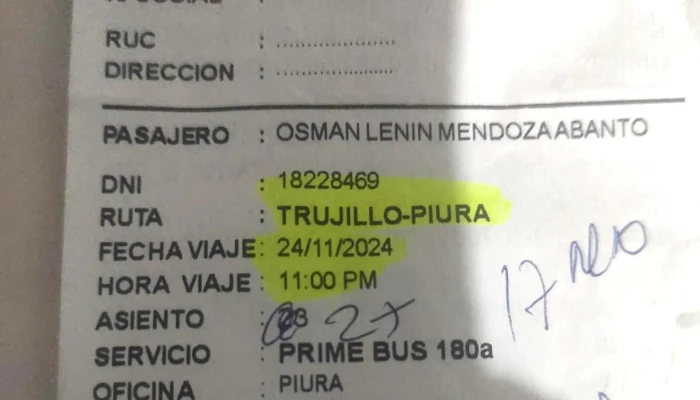 RUC : ......................
DIRECCION : ......................
PASAJERO : OSMAN LENIN MENDOZA ABANTO
DNI : 18228469
RUTA : TRUJILLO-PIURA
FECHA VIAJE: 24/11/2024
HORA VIAJE : 11:00 PM
ASIENTO : 27
SERVICIO : PRIME BUS 180a
OFICINA : PIURA
17